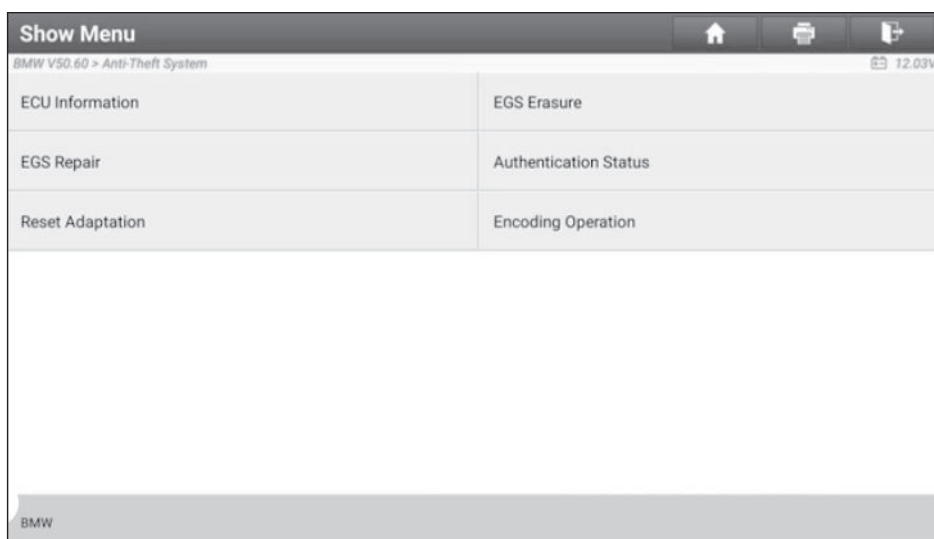 Show Menu
BMW V50.60 > Anti-Theft System
12.03V
ECU Information
EGS Erasure
EGS Repair
Authentication Status
Reset Adaptation
Encoding Operation
BMW